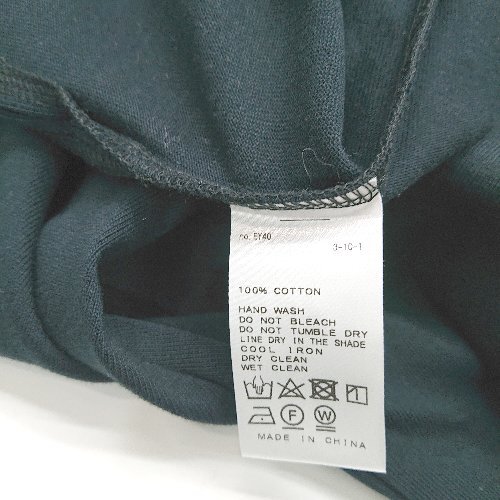 no. EY40
3-10-1
100% COTTON
HAND WASH
DO NOT BLEACH
DO NOT TUMBLE DRY
LINE DRY IN THE SHADE
COOL IRON
DRY CLEAN
WET CLEAN
F W
MADE IN CHINA